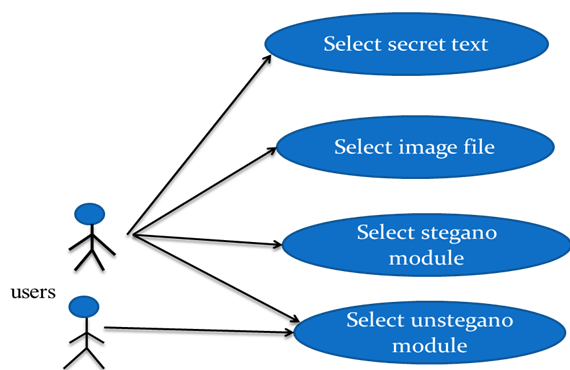 Select secret text
Select image file
Select stegano
module
users
Select unstegano
module